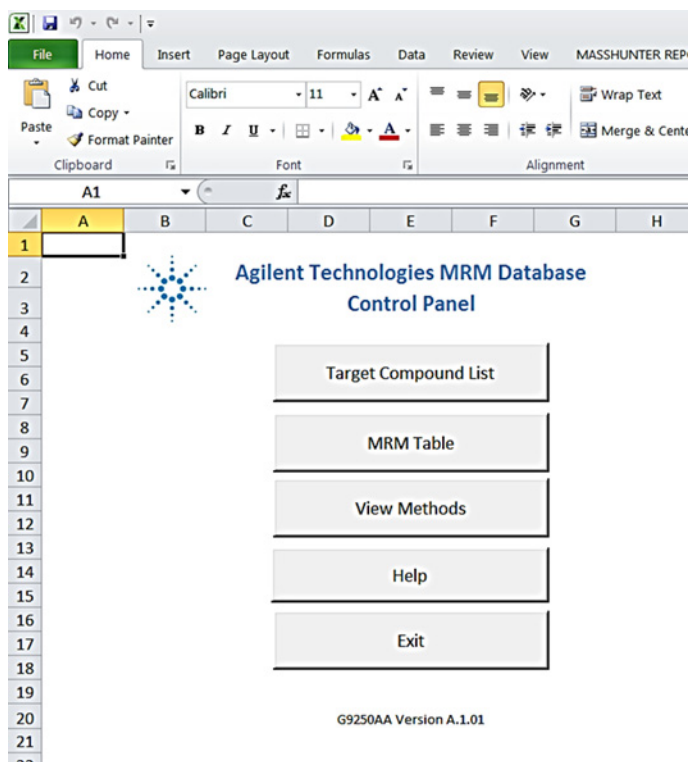 File Home Insert Page Layout Formulas Data Review View MASSHUNTER REP
Cut
Copy
Format Painter
Paste
Calibri 11 A A
B I U A
Wrap Text
Merge & Cente
Clipboard Font Alignment
A1 fx
A B C D E F G H
1
2 Agilent Technologies MRM Database
3 Control Panel
4
5
6 Target Compound List
7
8
9 MRM Table
10
11
12 View Methods
13
14 Help
15
16
17 Exit
18
19
20 G9250AA Version A.1.01
21
22